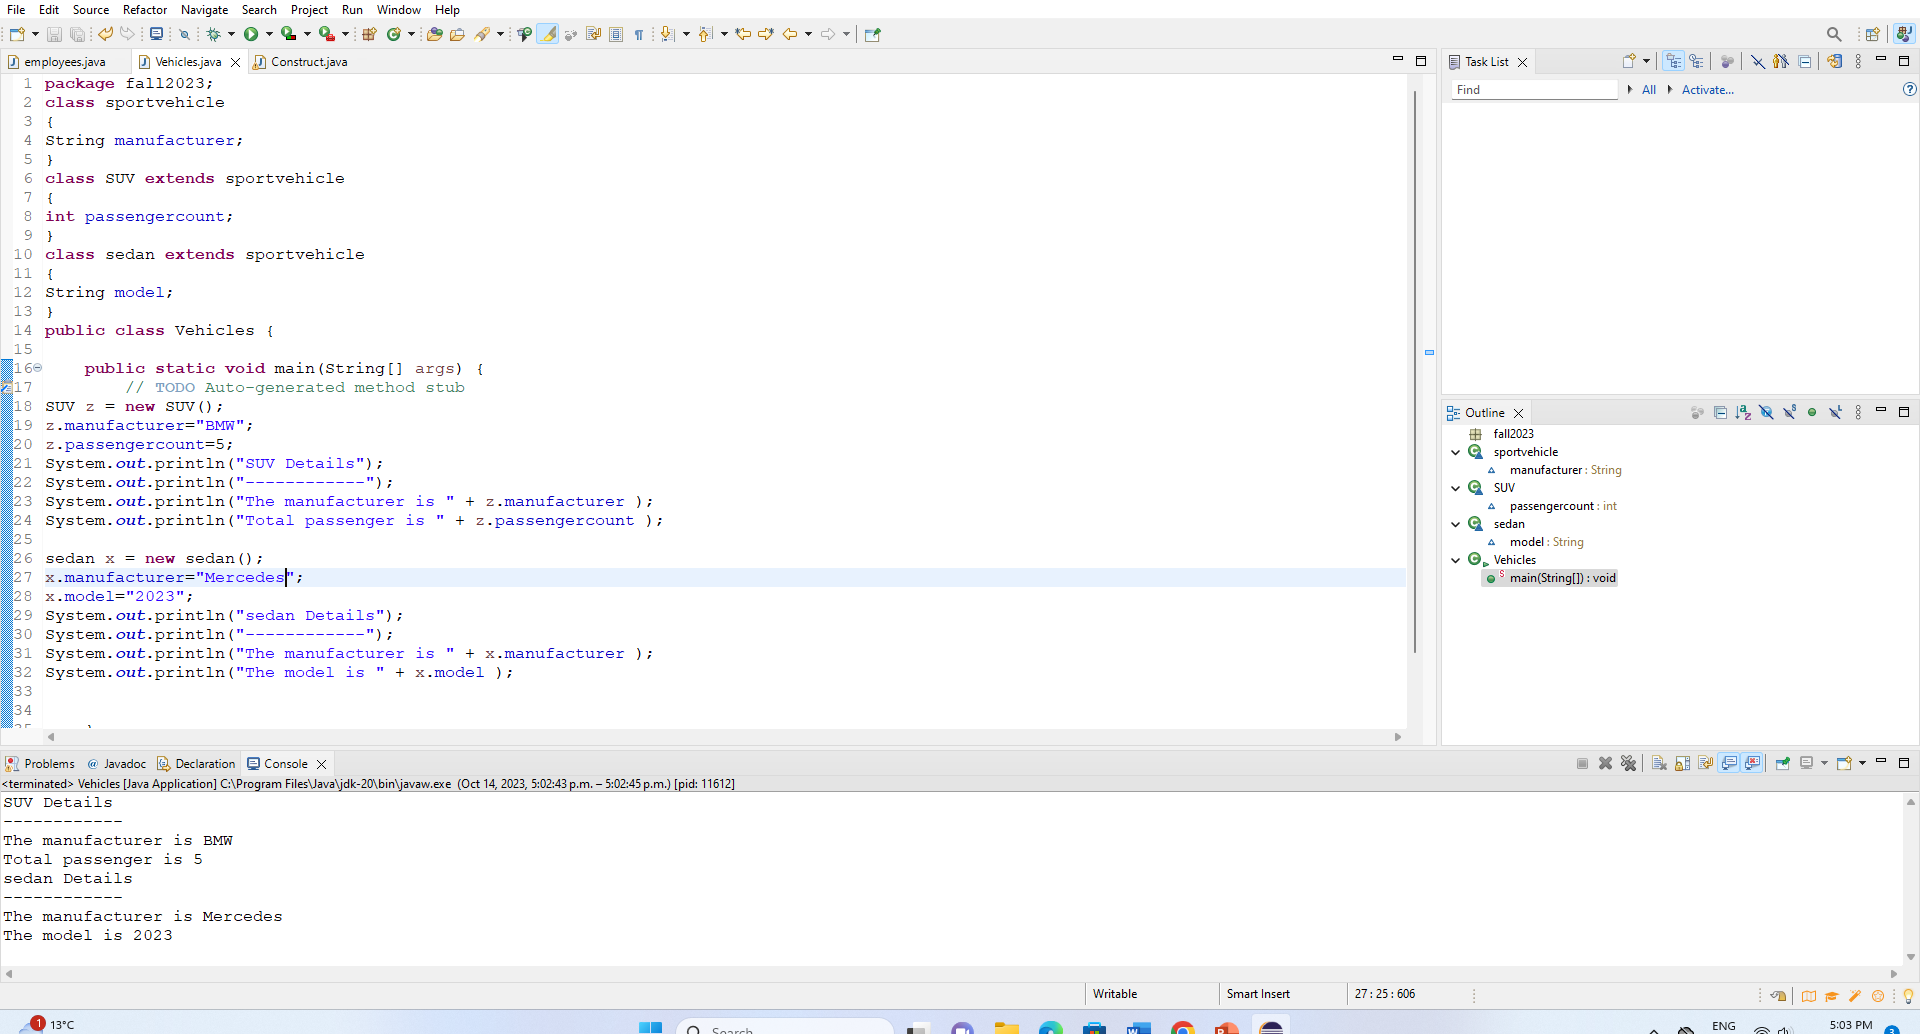 File Edit Source Refactor Navigate Search Project Run Window Help
employees.java Vehicles.java Construct.java
1 package fall2023;
2 class sportvehicle
3 {
4 String manufacturer;
5 }
6 class SUV extends sportvehicle
7 {
8 int passengercount;
9 }
10 class sedan extends sportvehicle
11 {
12 String model;
13 }
14 public class Vehicles {
15
16 public static void main(String[] args) {
17 // TODO Auto-generated method stub
18 SUV z = new SUV();
19 z.manufacturer="BMW";
20 z.passengercount=5;
21 System.out.println("SUV Details");
22 System.out.println("------------");
23 System.out.println("The manufacturer is " + z.manufacturer );
24 System.out.println("Total passenger is " + z.passengercount );
25
26 sedan x = new sedan();
27 x.manufacturer="Mercedes";
28 x.model="2023";
29 System.out.println("sedan Details");
30 System.out.println("------------");
31 System.out.println("The manufacturer is " + x.manufacturer );
32 System.out.println("The model is " + x.model );
33
34
Task List
Find All Activate...
Outline
fall2023
sportvehicle
manufacturer : String
SUV
passengercount : int
sedan
model : String
Vehicles
main(String[]) : void
Problems @ Javadoc Declaration Console
<terminated> Vehicles [Java Application] C:\Program Files\Java\jdk-20\bin\javaw.exe (Oct 14, 2023, 5:02:43 p.m. – 5:02:45 p.m.) [pid: 11612]
SUV Details
------------
The manufacturer is BMW
Total passenger is 5
sedan Details
------------
The manufacturer is Mercedes
The model is 2023
Writable Smart Insert 27 : 25 : 606
1 13°C Search ENG 5:03 PM